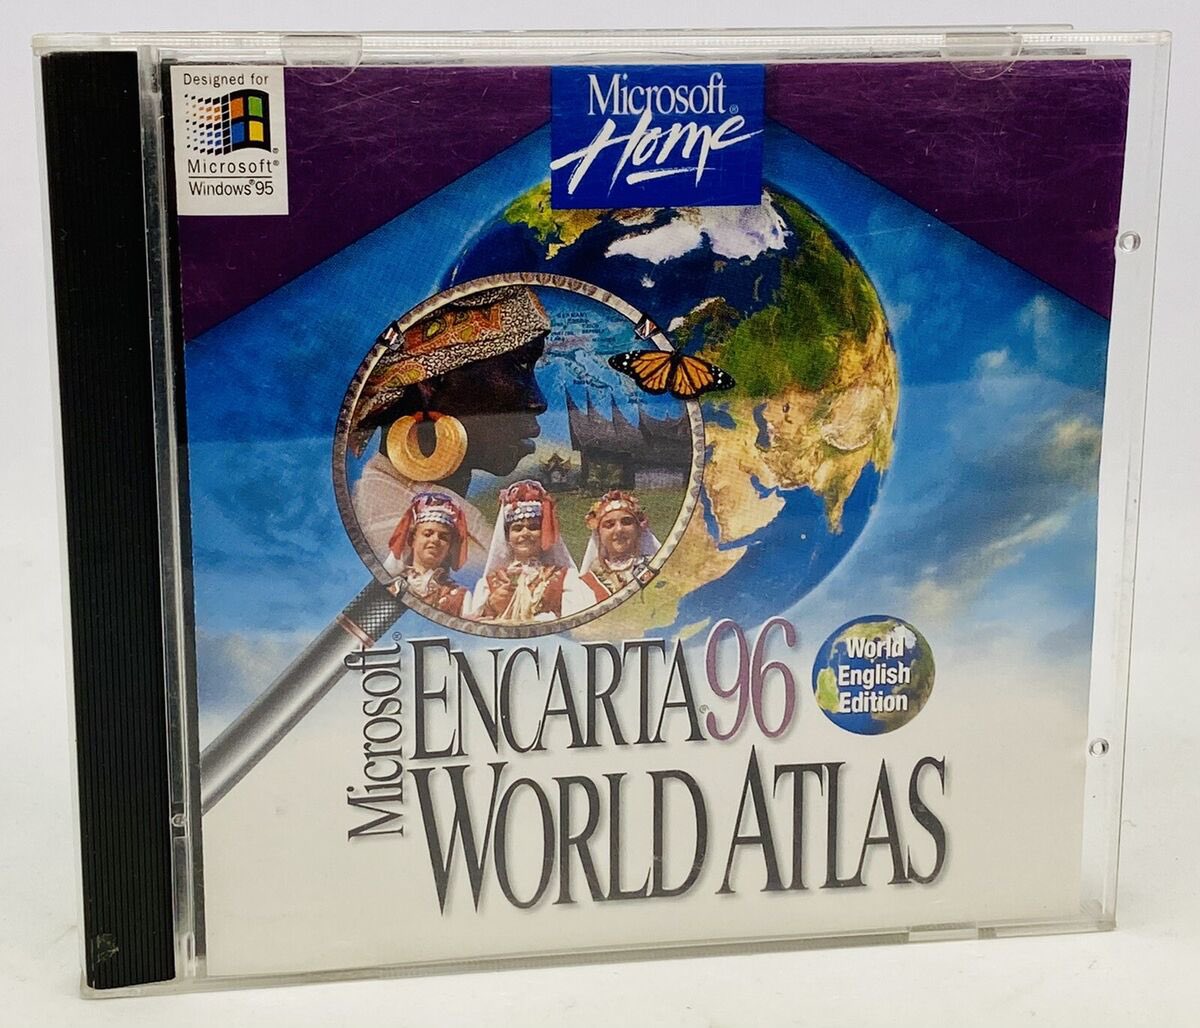 Designed for
Microsoft®
Windows®95
Microsoft®
Home
Microsoft®
ENCARTA®96
WORLD ATLAS
World
English
Edition